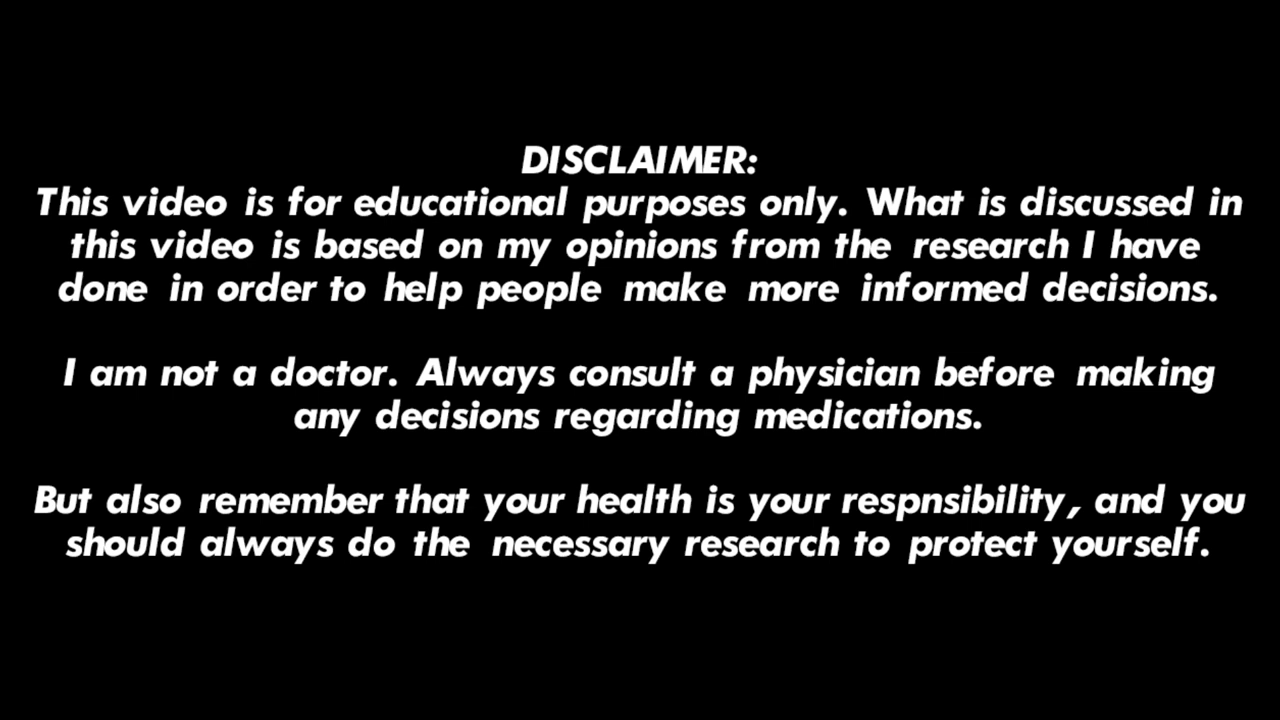 DISCLAIMER:
This video is for educational purposes only. What is discussed in
this video is based on my opinions from the research I have
done in order to help people make more informed decisions.
I am not a doctor. Always consult a physician before making
any decisions regarding medications.
But also remember that your health is your respnsibility, and you
should always do the necessary research to protect yourself.